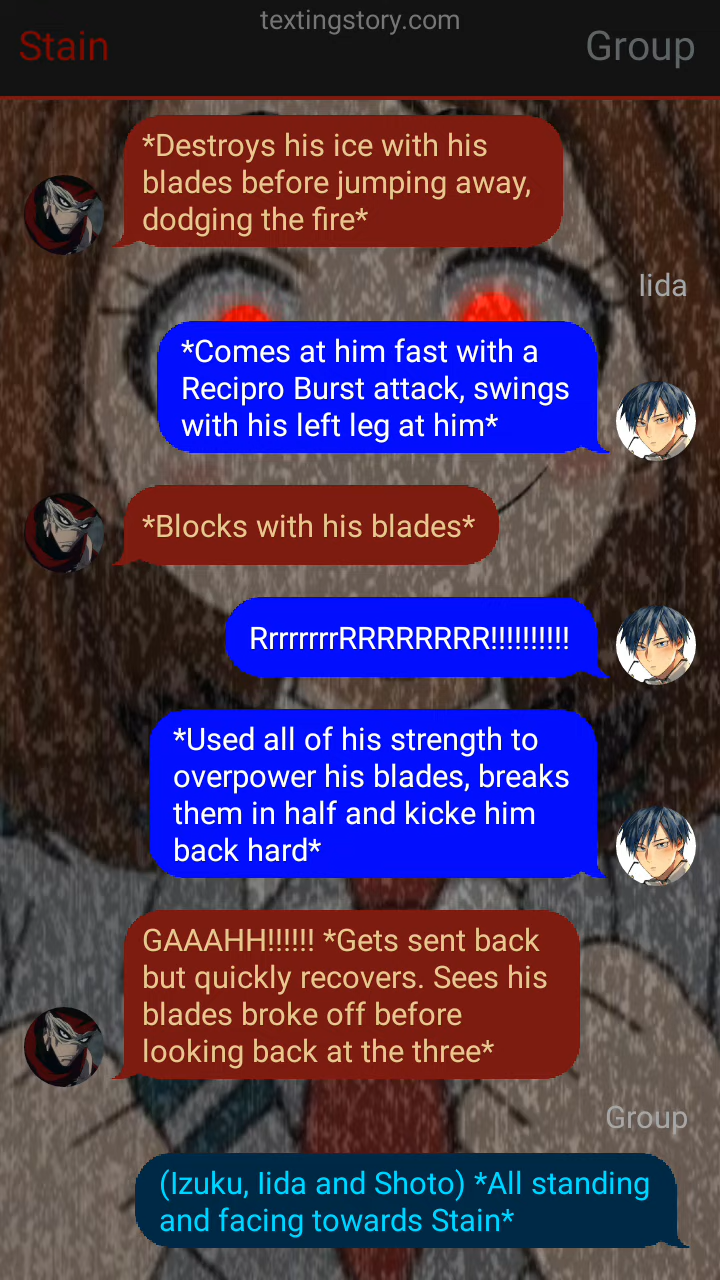 textingstory.com
Stain
Group
*Destroys his ice with his
blades before jumping away,
dodging the fire*
Iida
*Comes at him fast with a
Recipro Burst attack, swings
with his left leg at him*
*Blocks with his blades*
RrrrrrrrRRRRRRRR!!!!!!!!!!
*Used all of his strength to
overpower his blades, breaks
them in half and kicke him
back hard*
GAAAHH!!!!!! *Gets sent back
but quickly recovers. Sees his
blades broke off before
looking back at the three*
Group
(Izuku, Iida and Shoto) *All standing
and facing towards Stain*